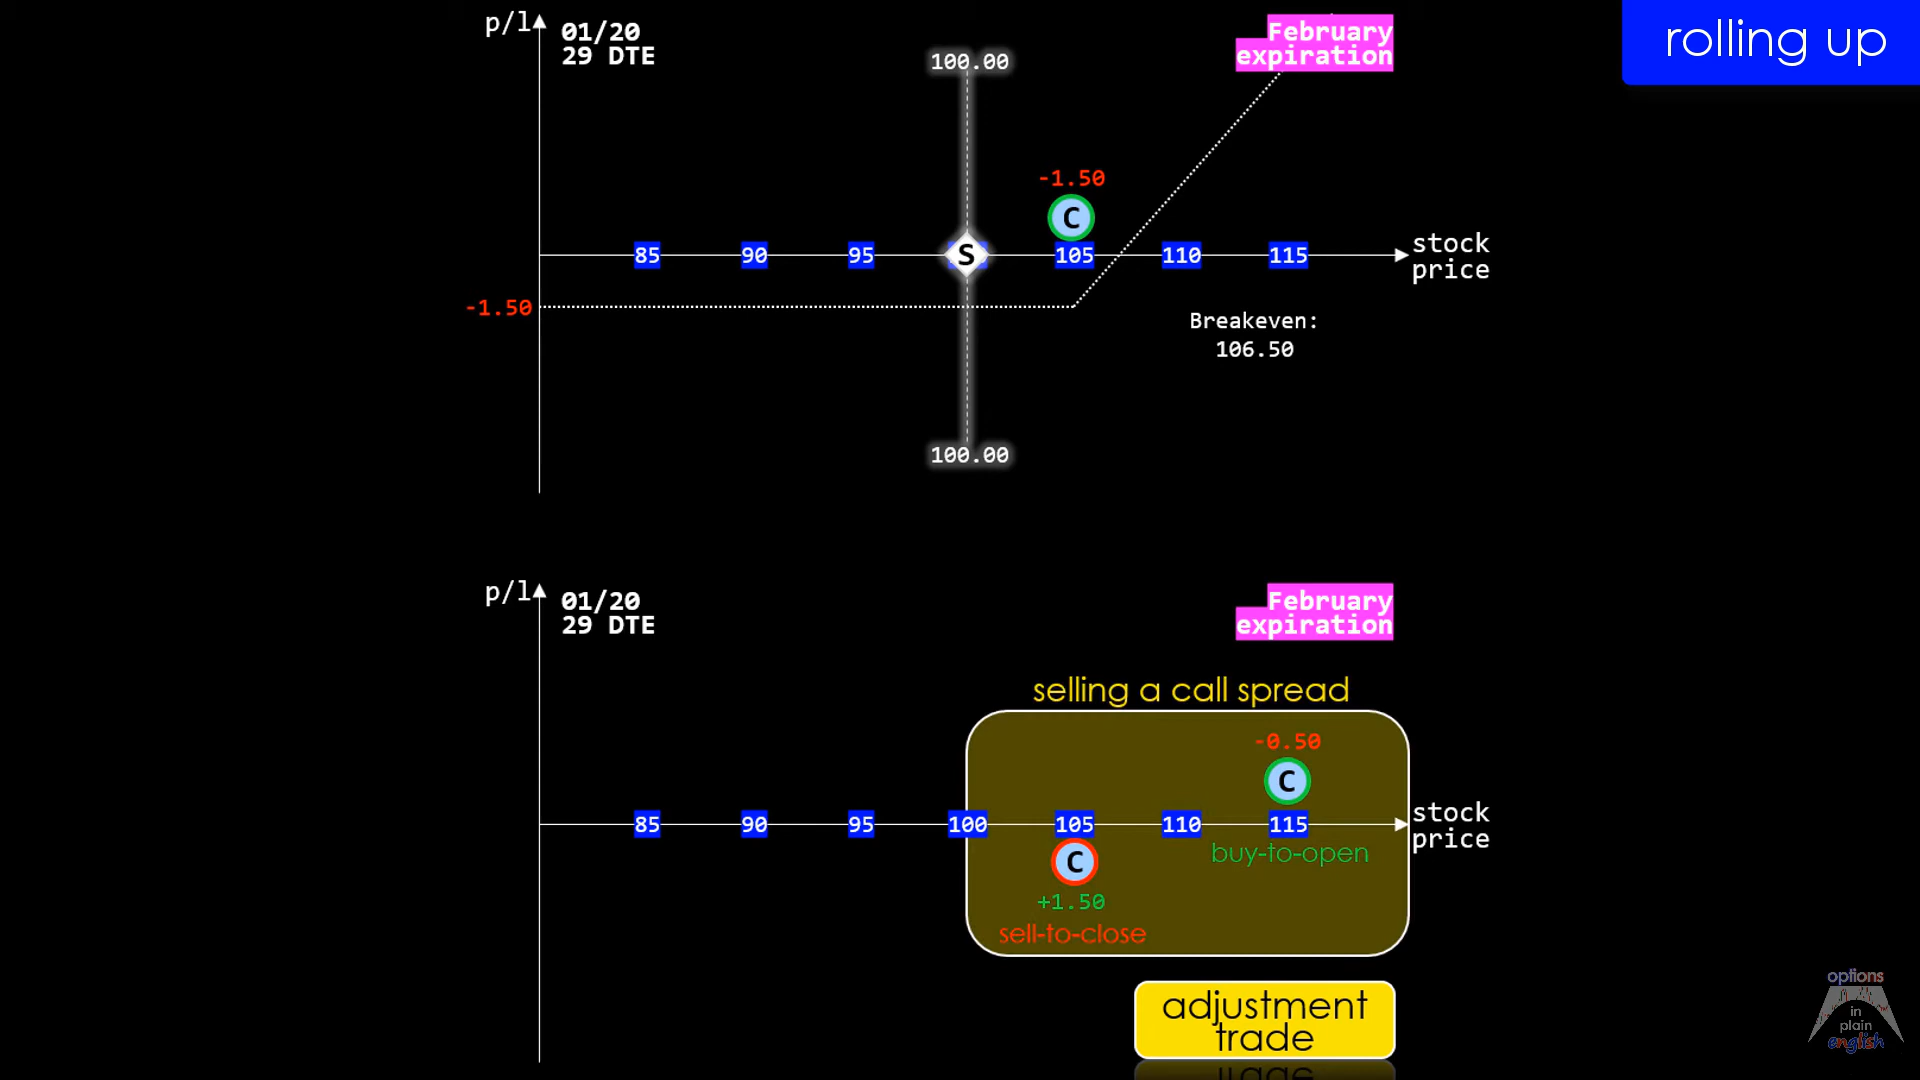 rolling up
p/l
01/20
29 DTE
100.00
February
expiration
-1.50
C
S
85
90
95
105
110
115
stock
price
-1.50
Breakeven:
106.50
100.00
p/l
01/20
29 DTE
February
expiration
selling a call spread
-0.50
C
85
90
95
100
105
110
115
stock
price
buy-to-open
C
+1.50
sell-to-close
adjustment
trade
options
in
plain
english